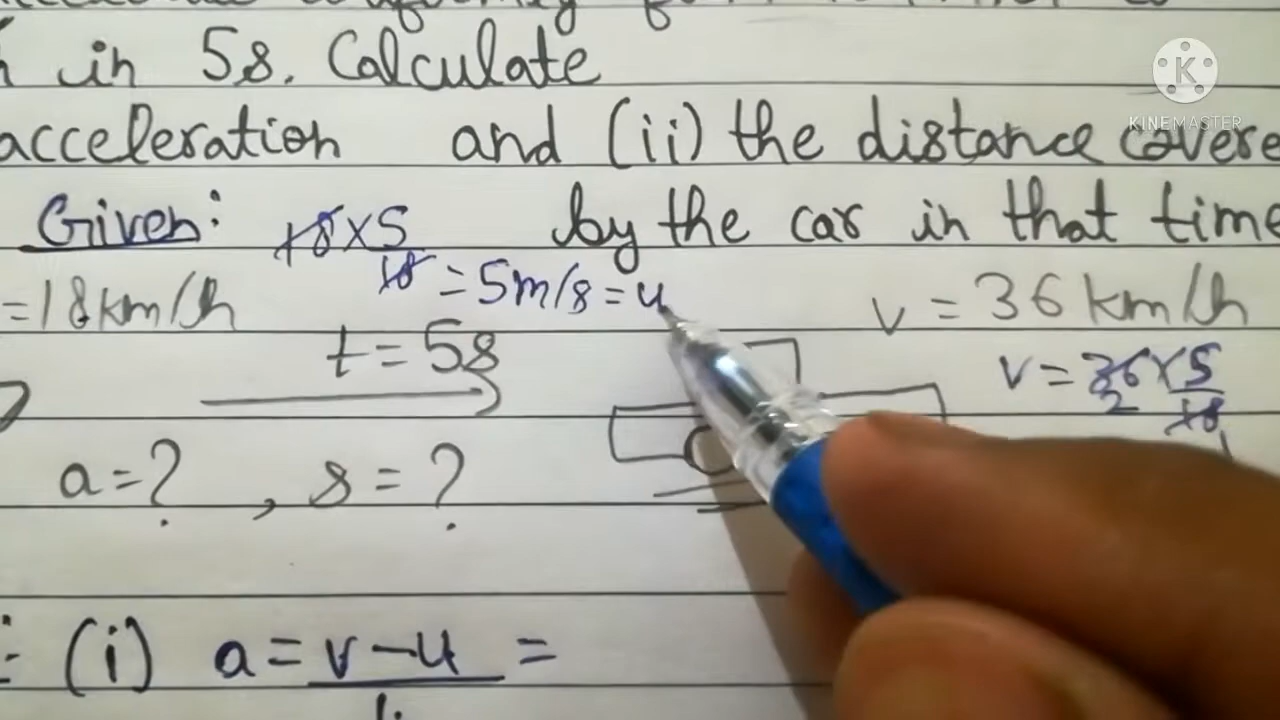 in 5s. Calculate
acceleration and (ii) the distance covere
Given: 18×5/18 by the car in that time
=18km/h = 5m/s = u v = 36 km/h
t = 5s v = 36×5/18
2
a = ? , s = ?
(i) a = v-u/ =
K
KINEMASTER